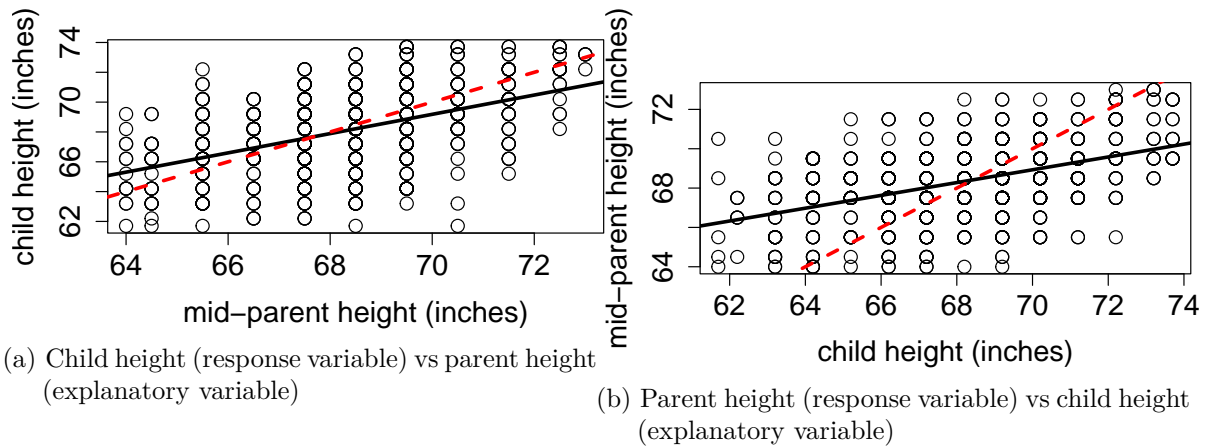 child height (inches)
74
70
66
62
64
66
68
70
72
mid−parent height (inches)
(a) Child height (response variable) vs parent height
(explanatory variable)
mid−parent height (inches)
72
68
64
62
64
66
68
70
72
74
child height (inches)
(b) Parent height (response variable) vs child height
(explanatory variable)